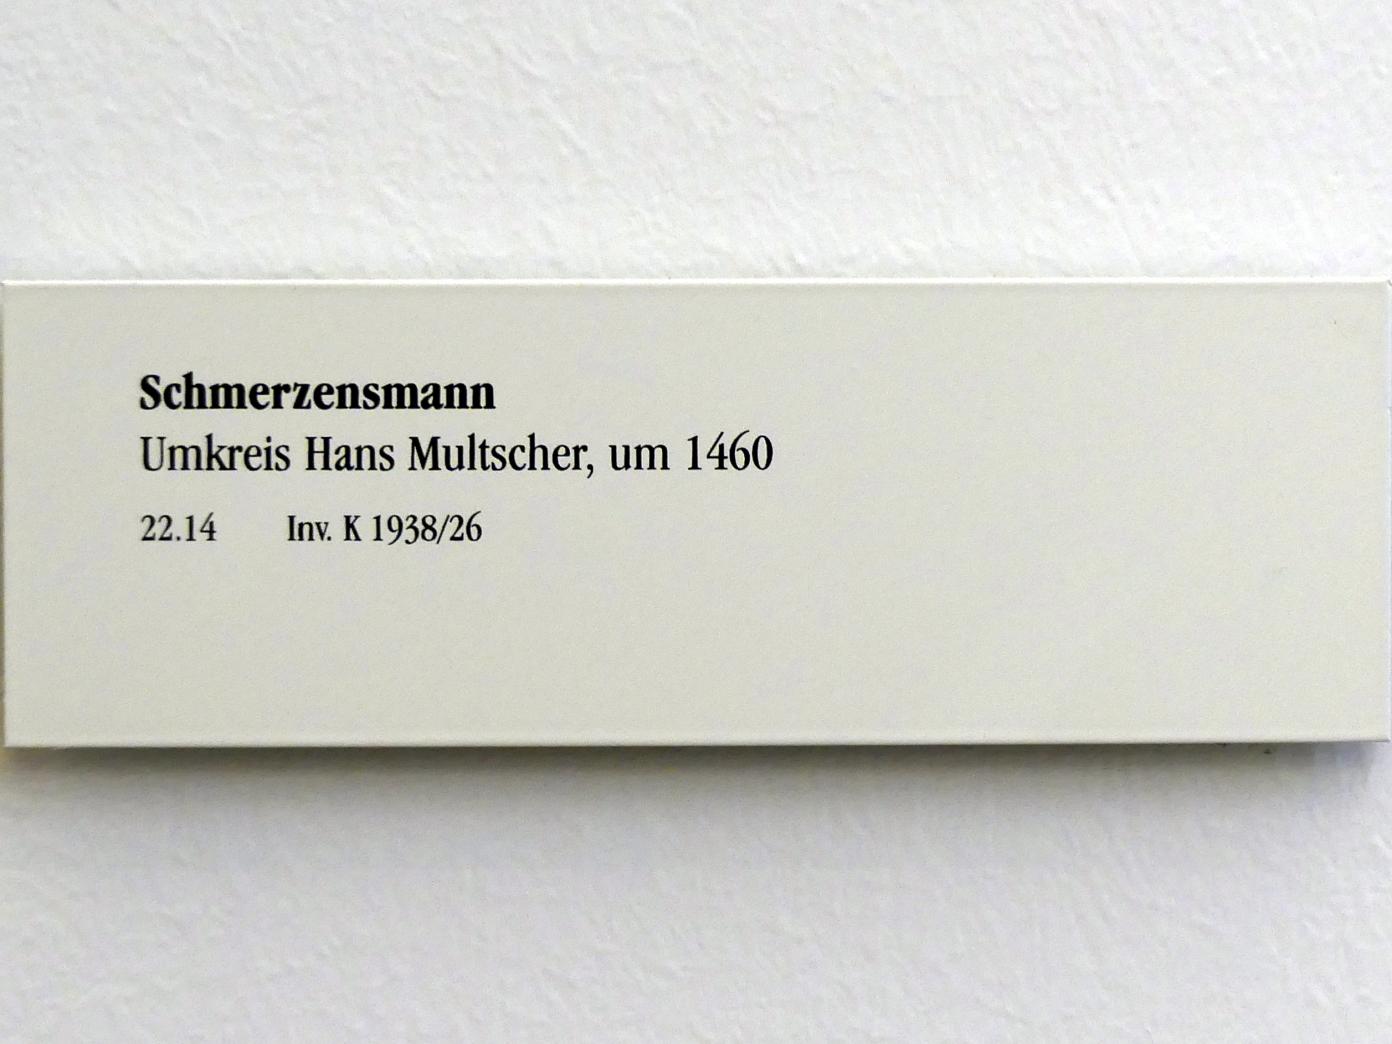 Schmerzensmann
Umkreis Hans Multscher, um 1460
22.14 Inv. K 1938/26